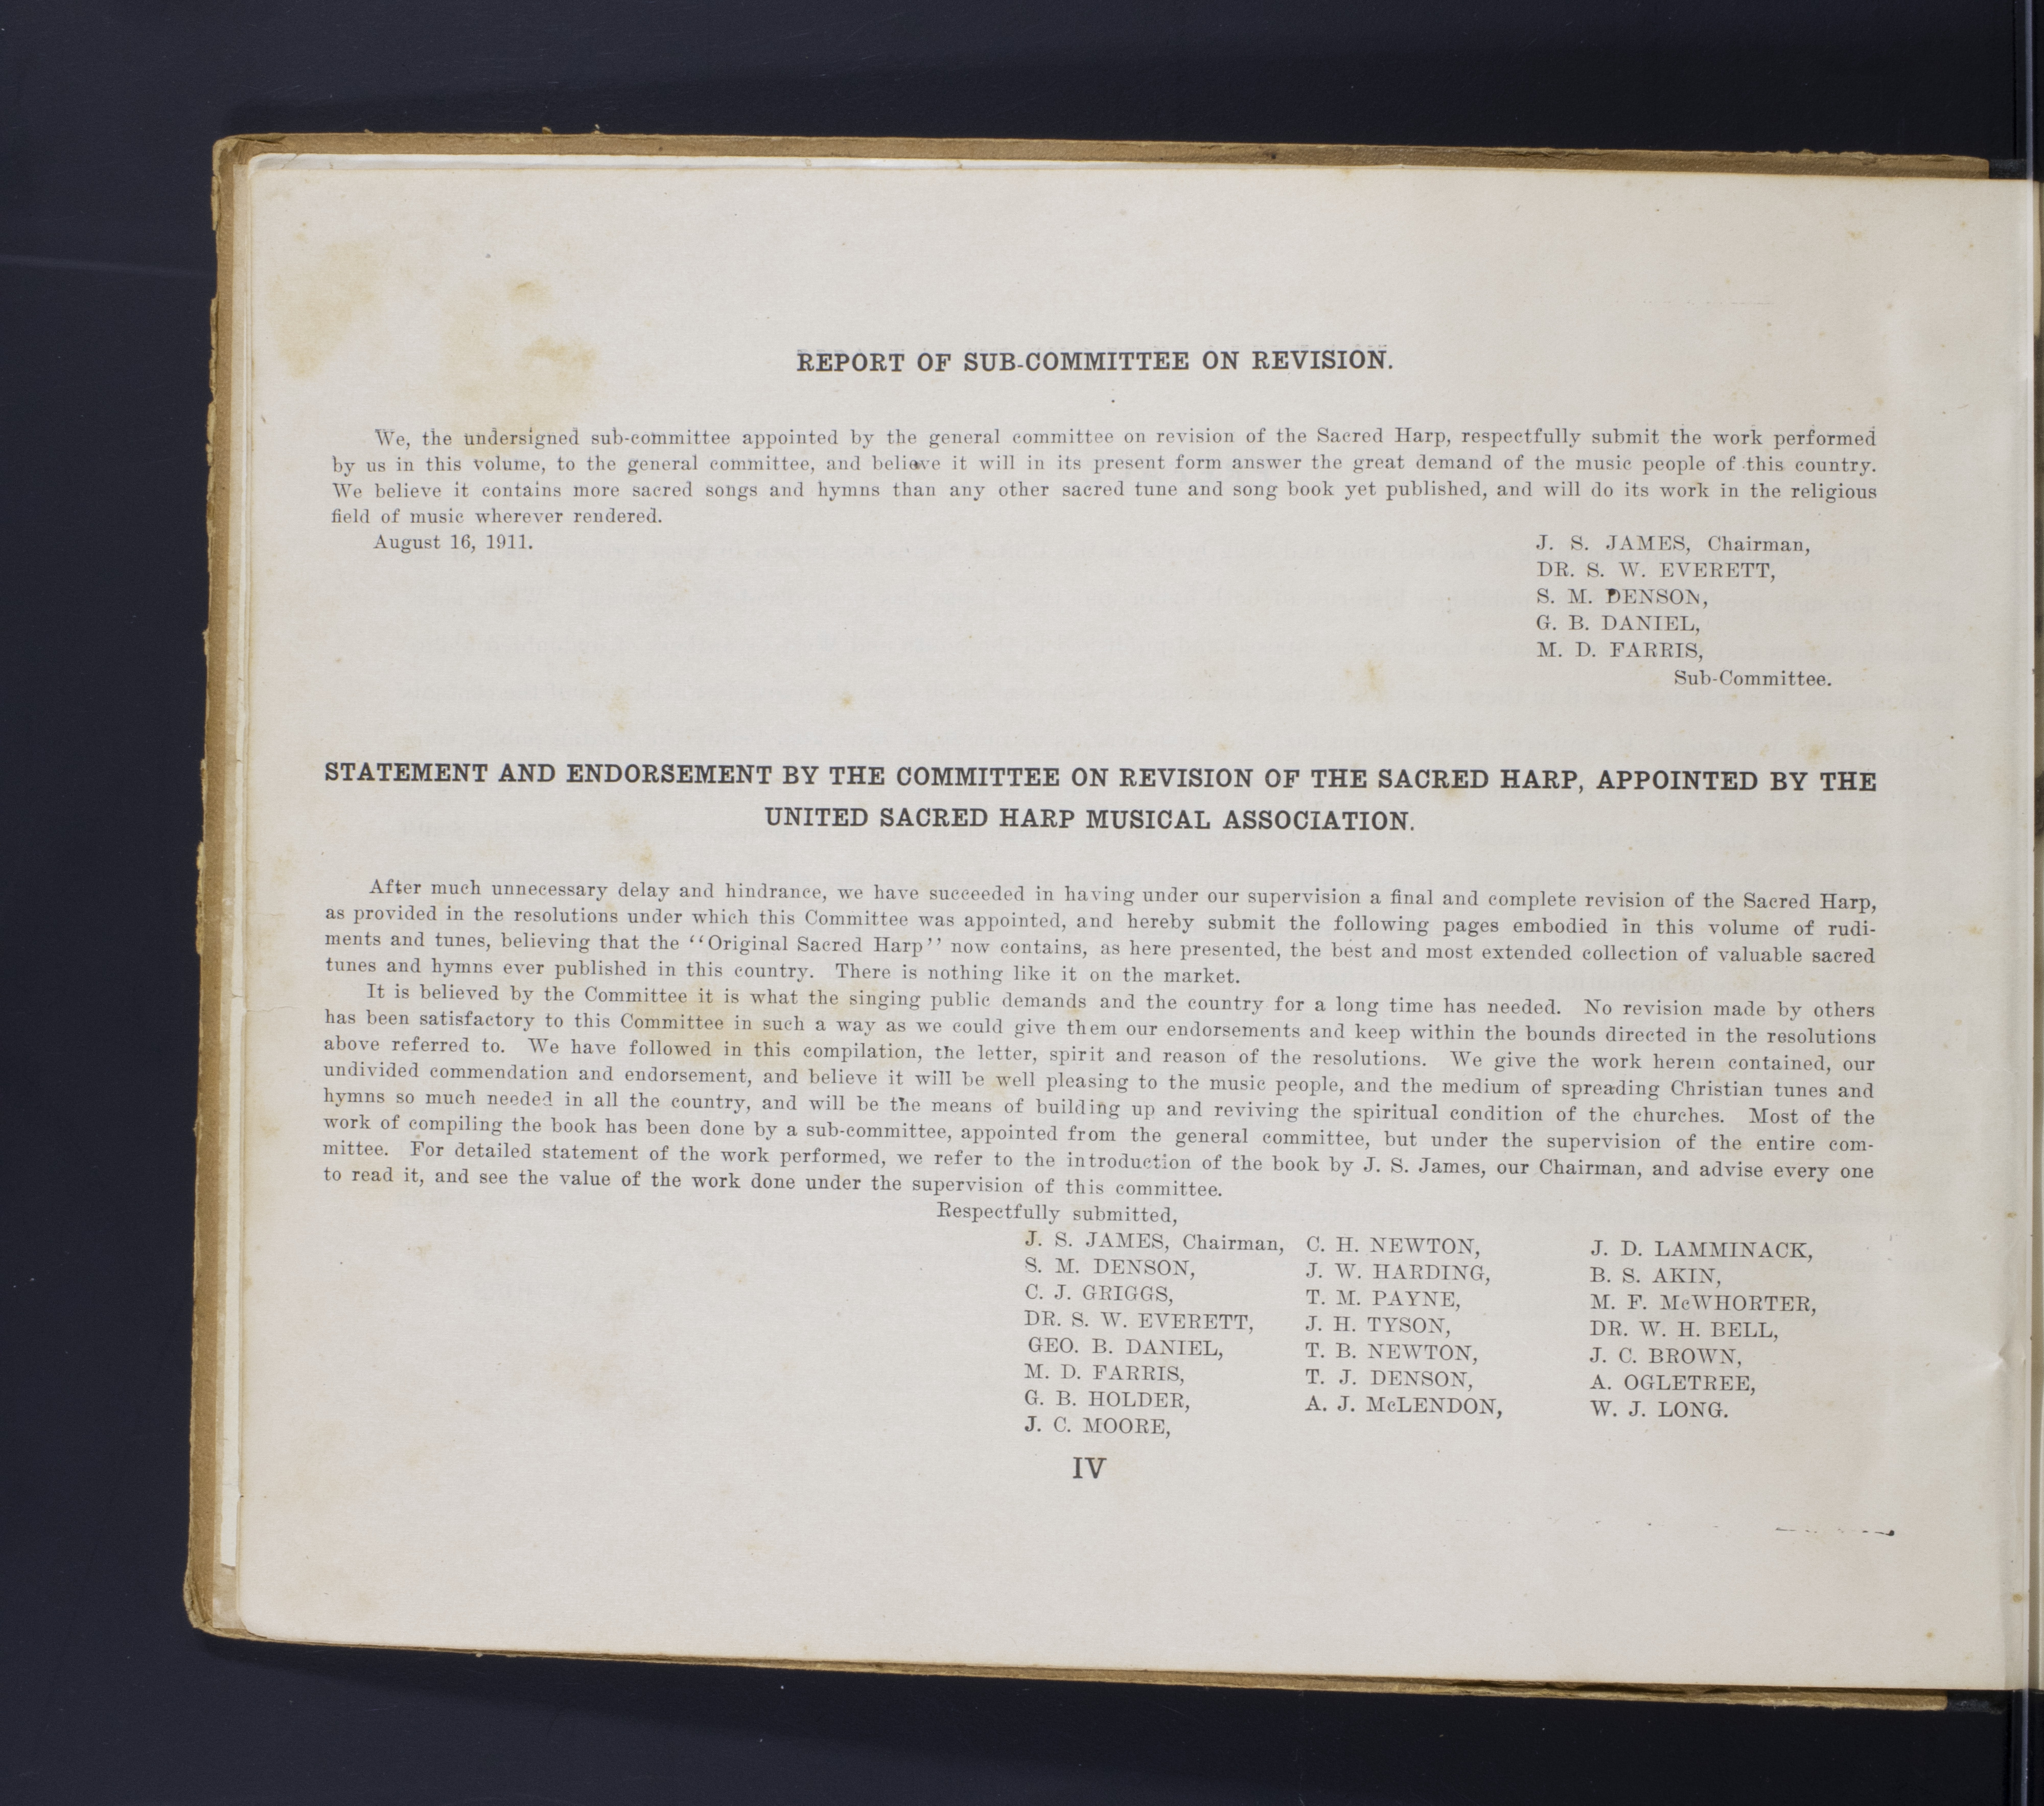 REPORT OF SUB-COMMITTEE ON REVISION.
We, the undersigned sub-committee appointed by the general committee on revision of the Sacred Harp, respectfully submit the work performed
by us in this volume, to the general committee, and believe it will in its present form answer the great demand of the music people of this country.
We believe it contains more sacred songs and hymns than any other sacred tune and song book yet published, and will do its work in the religious
field of music wherever rendered.
August 16, 1911.
J. S. JAMES, Chairman,
DR. S. W. EVERETT,
S. M. DENSON,
G. B. DANIEL,
M. D. FARRIS,
Sub-Committee.
STATEMENT AND ENDORSEMENT BY THE COMMITTEE ON REVISION OF THE SACRED HARP, APPOINTED BY THE
UNITED SACRED HARP MUSICAL ASSOCIATION.
After much unnecessary delay and hindrance, we have succeeded in having under our supervision a final and complete revision of the Sacred Harp,
as provided in the resolutions under which this Committee was appointed, and hereby submit the following pages embodied in this volume of rudi-
ments and tunes, believing that the ‘‘Original Sacred Harp’’ now contains, as here presented, the best and most extended collection of valuable sacred
tunes and hymns ever published in this country. There is nothing like it on the market.
It is believed by the Committee it is what the singing public demands and the country for a long time has needed. No revision made by others
has been satisfactory to this Committee in such a way as we could give them our endorsements and keep within the bounds directed in the resolutions
above referred to. We have followed in this compilation, the letter, spirit and reason of the resolutions. We give the work herein contained, our
undivided commendation and endorsement, and believe it will be well pleasing to the music people, and the medium of spreading Christian tunes and
hymns so much needed in all the country, and will be the means of building up and reviving the spiritual condition of the churches. Most of the
work of compiling the book has been done by a sub-committee, appointed from the general committee, but under the supervision of the entire com-
mittee. For detailed statement of the work performed, we refer to the introduction of the book by J. S. James, our Chairman, and advise every one
to read it, and see the value of the work done under the supervision of this committee.
Respectfully submitted,
J. S. JAMES, Chairman,
S. M. DENSON,
C. J. GRIGGS,
DR. S. W. EVERETT,
GEO. B. DANIEL,
M. D. FARRIS,
G. B. HOLDER,
J. C. MOORE,
C. H. NEWTON,
J. W. HARDING,
T. M. PAYNE,
J. H. TYSON,
T. B. NEWTON,
T. J. DENSON,
A. J. McLENDON,
J. D. LAMMINACK,
B. S. AKIN,
M. F. McWHORTER,
DR. W. H. BELL,
J. C. BROWN,
A. OGLETREE,
W. J. LONG.
IV